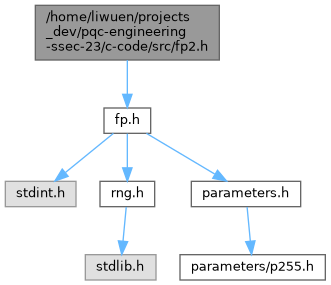 /home/liwuen/projects
_dev/pqc-engineering
-ssec-23/c-code/src/fp2.h
fp.h
stdint.h
rng.h
parameters.h
stdlib.h
parameters/p255.h